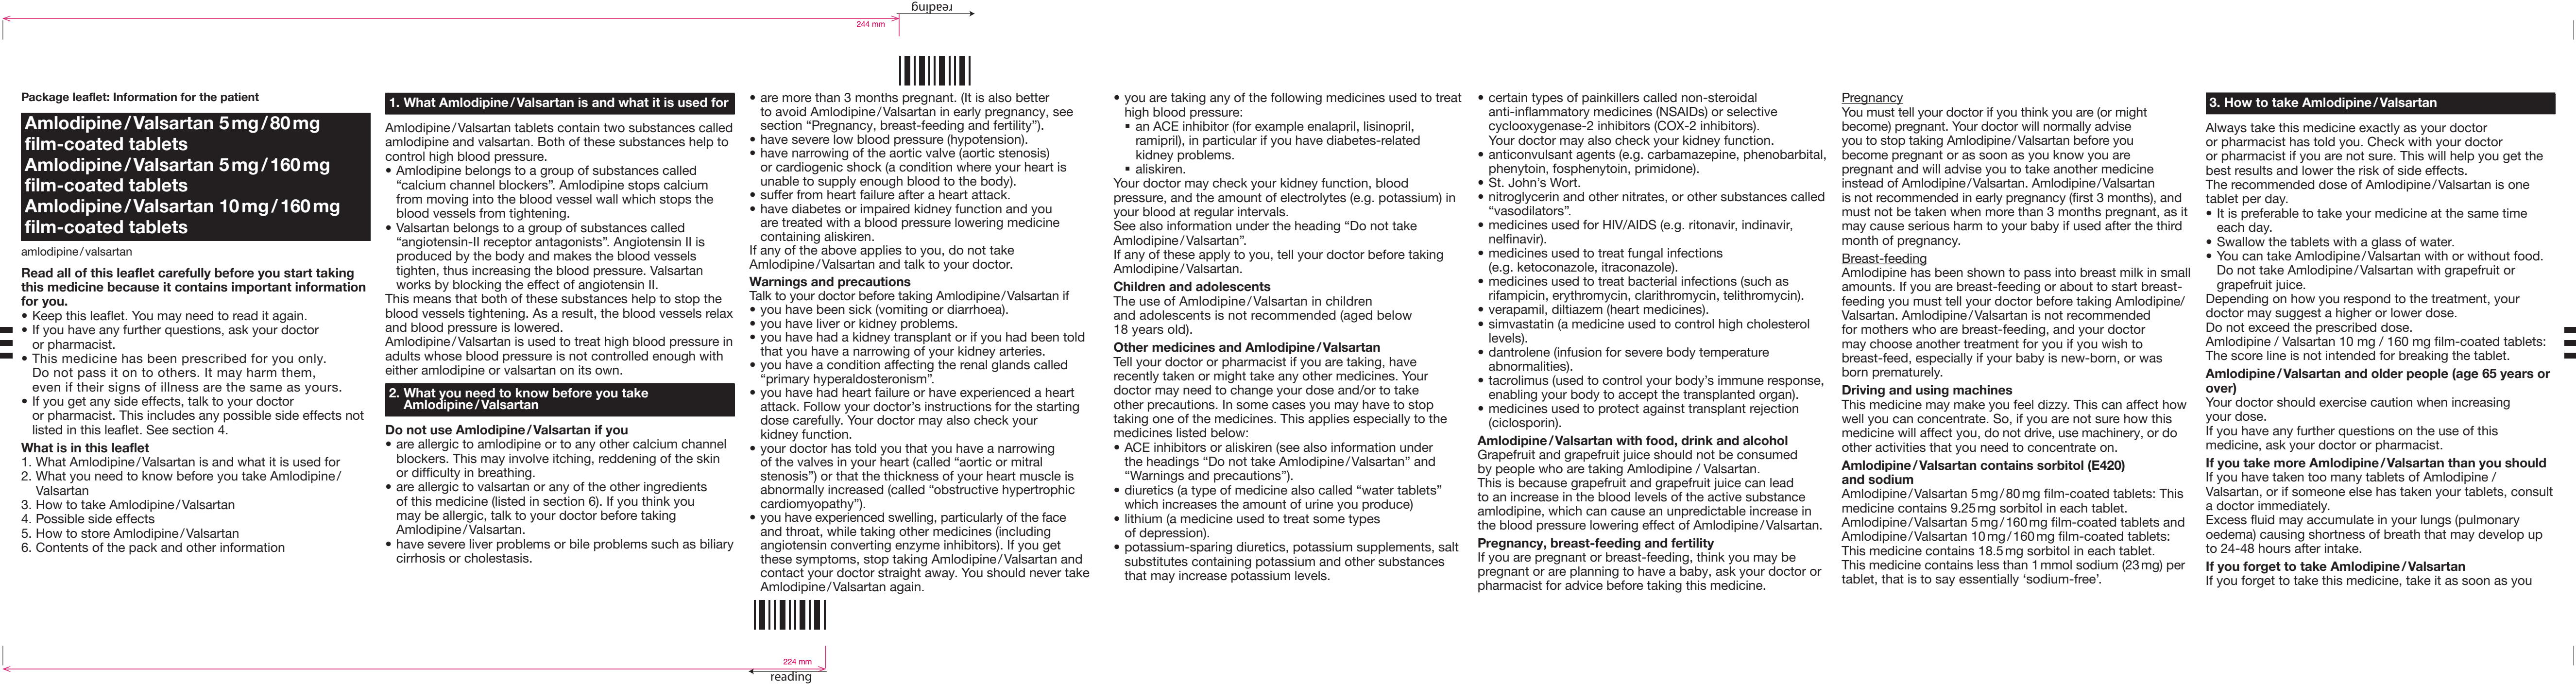 reading
244 mm
Package leaflet: Information for the patient
Amlodipine/Valsartan 5 mg/80 mg
film-coated tablets
Amlodipine/Valsartan 5 mg/160 mg
film-coated tablets
Amlodipine/Valsartan 10 mg/160 mg
film-coated tablets
amlodipine/valsartan
Read all of this leaflet carefully before you start taking
this medicine because it contains important information
for you.
• Keep this leaflet. You may need to read it again.
• If you have any further questions, ask your doctor
or pharmacist.
• This medicine has been prescribed for you only.
Do not pass it on to others. It may harm them,
even if their signs of illness are the same as yours.
• If you get any side effects, talk to your doctor
or pharmacist. This includes any possible side effects not
listed in this leaflet. See section 4.
What is in this leaflet
1. What Amlodipine/Valsartan is and what it is used for
2. What you need to know before you take Amlodipine/
Valsartan
3. How to take Amlodipine/Valsartan
4. Possible side effects
5. How to store Amlodipine/Valsartan
6. Contents of the pack and other information
1. What Amlodipine/Valsartan is and what it is used for
Amlodipine/Valsartan tablets contain two substances called
amlodipine and valsartan. Both of these substances help to
control high blood pressure.
• Amlodipine belongs to a group of substances called
“calcium channel blockers”. Amlodipine stops calcium
from moving into the blood vessel wall which stops the
blood vessels from tightening.
• Valsartan belongs to a group of substances called
“angiotensin-II receptor antagonists”. Angiotensin II is
produced by the body and makes the blood vessels
tighten, thus increasing the blood pressure. Valsartan
works by blocking the effect of angiotensin II.
This means that both of these substances help to stop the
blood vessels tightening. As a result, the blood vessels relax
and blood pressure is lowered.
Amlodipine/Valsartan is used to treat high blood pressure in
adults whose blood pressure is not controlled enough with
either amlodipine or valsartan on its own.
2. What you need to know before you take
Amlodipine/Valsartan
Do not use Amlodipine/Valsartan if you
• are allergic to amlodipine or to any other calcium channel
blockers. This may involve itching, reddening of the skin
or difficulty in breathing.
• are allergic to valsartan or any of the other ingredients
of this medicine (listed in section 6). If you think you
may be allergic, talk to your doctor before taking
Amlodipine/Valsartan.
• have severe liver problems or bile problems such as biliary
cirrhosis or cholestasis.
• are more than 3 months pregnant. (It is also better
to avoid Amlodipine/Valsartan in early pregnancy, see
section “Pregnancy, breast-feeding and fertility”).
• have severe low blood pressure (hypotension).
• have narrowing of the aortic valve (aortic stenosis)
or cardiogenic shock (a condition where your heart is
unable to supply enough blood to the body).
• suffer from heart failure after a heart attack.
• have diabetes or impaired kidney function and you
are treated with a blood pressure lowering medicine
containing aliskiren.
If any of the above applies to you, do not take
Amlodipine/Valsartan and talk to your doctor.
Warnings and precautions
Talk to your doctor before taking Amlodipine/Valsartan if
• you have been sick (vomiting or diarrhoea).
• you have liver or kidney problems.
• you have had a kidney transplant or if you had been told
that you have a narrowing of your kidney arteries.
• you have a condition affecting the renal glands called
“primary hyperaldosteronism”.
• you have had heart failure or have experienced a heart
attack. Follow your doctor’s instructions for the starting
dose carefully. Your doctor may also check your
kidney function.
• your doctor has told you that you have a narrowing
of the valves in your heart (called “aortic or mitral
stenosis”) or that the thickness of your heart muscle is
abnormally increased (called “obstructive hypertrophic
cardiomyopathy”).
• you have experienced swelling, particularly of the face
and throat, while taking other medicines (including
angiotensin converting enzyme inhibitors). If you get
these symptoms, stop taking Amlodipine/Valsartan and
contact your doctor straight away. You should never take
Amlodipine/Valsartan again.
• you are taking any of the following medicines used to treat
high blood pressure:
▪ an ACE inhibitor (for example enalapril, lisinopril,
ramipril), in particular if you have diabetes-related
kidney problems.
▪ aliskiren.
Your doctor may check your kidney function, blood
pressure, and the amount of electrolytes (e.g. potassium) in
your blood at regular intervals.
See also information under the heading “Do not take
Amlodipine/Valsartan”.
If any of these apply to you, tell your doctor before taking
Amlodipine/Valsartan.
Children and adolescents
The use of Amlodipine/Valsartan in children
and adolescents is not recommended (aged below
18 years old).
Other medicines and Amlodipine/Valsartan
Tell your doctor or pharmacist if you are taking, have
recently taken or might take any other medicines. Your
doctor may need to change your dose and/or to take
other precautions. In some cases you may have to stop
taking one of the medicines. This applies especially to the
medicines listed below:
• ACE inhibitors or aliskiren (see also information under
the headings “Do not take Amlodipine/Valsartan” and
“Warnings and precautions”).
• diuretics (a type of medicine also called “water tablets”
which increases the amount of urine you produce)
• lithium (a medicine used to treat some types
of depression).
• potassium-sparing diuretics, potassium supplements, salt
substitutes containing potassium and other substances
that may increase potassium levels.
• certain types of painkillers called non-steroidal
anti-inflammatory medicines (NSAIDs) or selective
cyclooxygenase-2 inhibitors (COX-2 inhibitors).
Your doctor may also check your kidney function.
• anticonvulsant agents (e.g. carbamazepine, phenobarbital,
phenytoin, fosphenytoin, primidone).
• St. John’s Wort.
• nitroglycerin and other nitrates, or other substances called
“vasodilators”.
• medicines used for HIV/AIDS (e.g. ritonavir, indinavir,
nelfinavir).
• medicines used to treat fungal infections
(e.g. ketoconazole, itraconazole).
• medicines used to treat bacterial infections (such as
rifampicin, erythromycin, clarithromycin, telithromycin).
• verapamil, diltiazem (heart medicines).
• simvastatin (a medicine used to control high cholesterol
levels).
• dantrolene (infusion for severe body temperature
abnormalities).
• tacrolimus (used to control your body’s immune response,
enabling your body to accept the transplanted organ).
• medicines used to protect against transplant rejection
(ciclosporin).
Amlodipine/Valsartan with food, drink and alcohol
Grapefruit and grapefruit juice should not be consumed
by people who are taking Amlodipine / Valsartan.
This is because grapefruit and grapefruit juice can lead
to an increase in the blood levels of the active substance
amlodipine, which can cause an unpredictable increase in
the blood pressure lowering effect of Amlodipine/Valsartan.
Pregnancy, breast-feeding and fertility
If you are pregnant or breast-feeding, think you may be
pregnant or are planning to have a baby, ask your doctor or
pharmacist for advice before taking this medicine.
Pregnancy
You must tell your doctor if you think you are (or might
become) pregnant. Your doctor will normally advise
you to stop taking Amlodipine/Valsartan before you
become pregnant or as soon as you know you are
pregnant and will advise you to take another medicine
instead of Amlodipine/Valsartan. Amlodipine/Valsartan
is not recommended in early pregnancy (first 3 months), and
must not be taken when more than 3 months pregnant, as it
may cause serious harm to your baby if used after the third
month of pregnancy.
Breast-feeding
Amlodipine has been shown to pass into breast milk in small
amounts. If you are breast-feeding or about to start breast-
feeding you must tell your doctor before taking Amlodipine/
Valsartan. Amlodipine/Valsartan is not recommended
for mothers who are breast-feeding, and your doctor
may choose another treatment for you if you wish to
breast-feed, especially if your baby is new-born, or was
born prematurely.
Driving and using machines
This medicine may make you feel dizzy. This can affect how
well you can concentrate. So, if you are not sure how this
medicine will affect you, do not drive, use machinery, or do
other activities that you need to concentrate on.
Amlodipine/Valsartan contains sorbitol (E420)
and sodium
Amlodipine/Valsartan 5 mg/80 mg film-coated tablets: This
medicine contains 9.25 mg sorbitol in each tablet.
Amlodipine/Valsartan 5 mg/160 mg film-coated tablets and
Amlodipine/Valsartan 10 mg/160 mg film-coated tablets:
This medicine contains 18.5 mg sorbitol in each tablet.
This medicine contains less than 1 mmol sodium (23 mg) per
tablet, that is to say essentially ‘sodium-free’.
3. How to take Amlodipine/Valsartan
Always take this medicine exactly as your doctor
or pharmacist has told you. Check with your doctor
or pharmacist if you are not sure. This will help you get the
best results and lower the risk of side effects.
The recommended dose of Amlodipine/Valsartan is one
tablet per day.
• It is preferable to take your medicine at the same time
each day.
• Swallow the tablets with a glass of water.
• You can take Amlodipine/Valsartan with or without food.
Do not take Amlodipine/Valsartan with grapefruit or
grapefruit juice.
Depending on how you respond to the treatment, your
doctor may suggest a higher or lower dose.
Do not exceed the prescribed dose.
Amlodipine / Valsartan 10 mg / 160 mg film-coated tablets:
The score line is not intended for breaking the tablet.
Amlodipine/Valsartan and older people (age 65 years or
over)
Your doctor should exercise caution when increasing
your dose.
If you have any further questions on the use of this
medicine, ask your doctor or pharmacist.
If you take more Amlodipine/Valsartan than you should
If you have taken too many tablets of Amlodipine /
Valsartan, or if someone else has taken your tablets, consult
a doctor immediately.
Excess fluid may accumulate in your lungs (pulmonary
oedema) causing shortness of breath that may develop up
to 24-48 hours after intake.
If you forget to take Amlodipine/Valsartan
If you forget to take this medicine, take it as soon as you
224 mm
reading